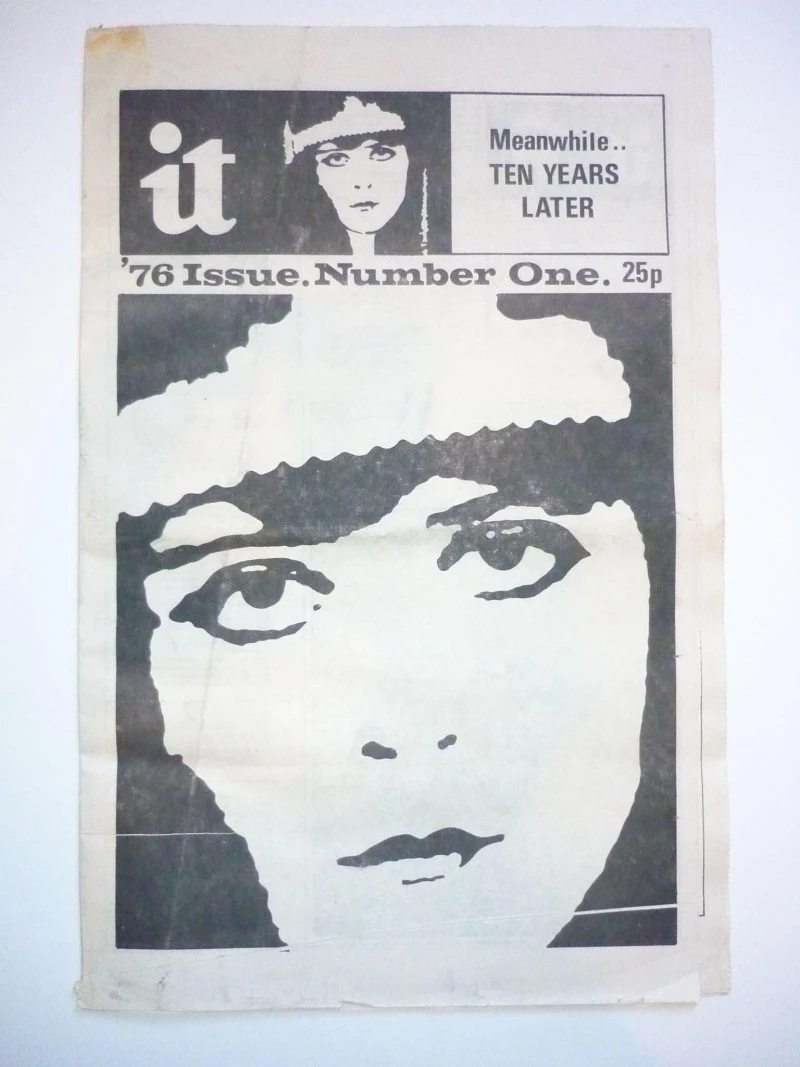 it
Meanwhile..
TEN YEARS
LATER
'76 Issue. Number One. 25p